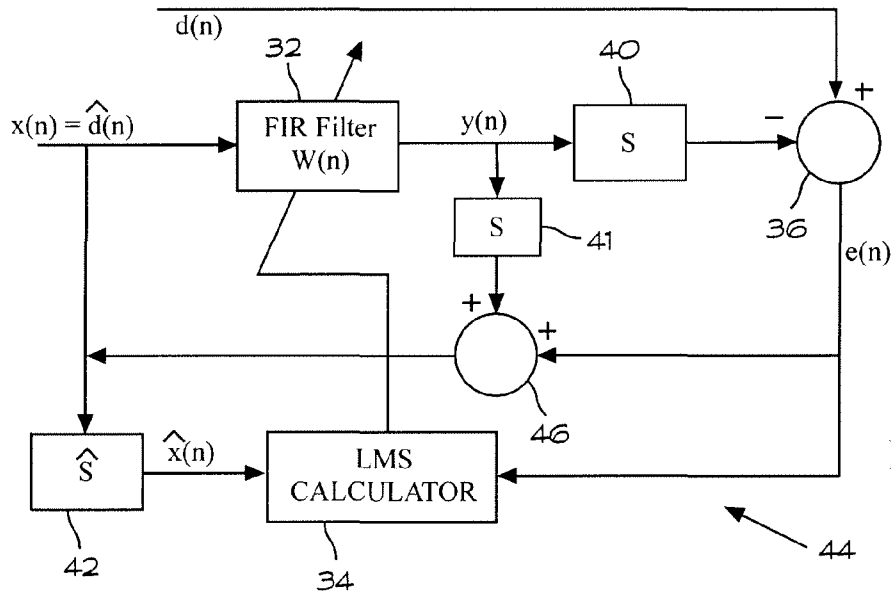 d(n)
32
40
+
x(n) = d̂(n)
FIR Filter
W(n)
y(n)
S
−
36
S
41
e(n)
+
+
46
Ŝ
x̂(n)
LMS
CALCULATOR
42
34
44